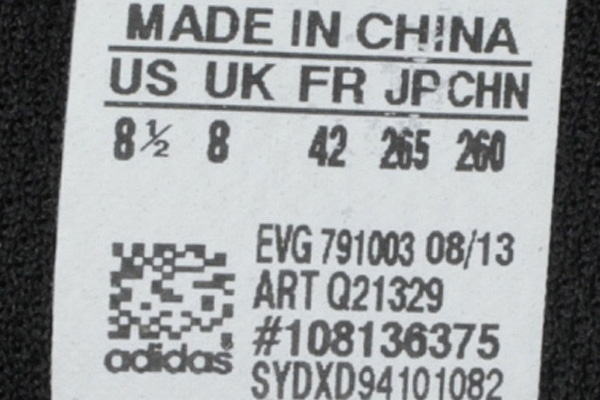 MADE IN CHINA
US UK FR JP CHN
8½ 8 42 265 260
EVG 791003 08/13
ART Q21329
#108136375
adidas®
SYDXD94101082